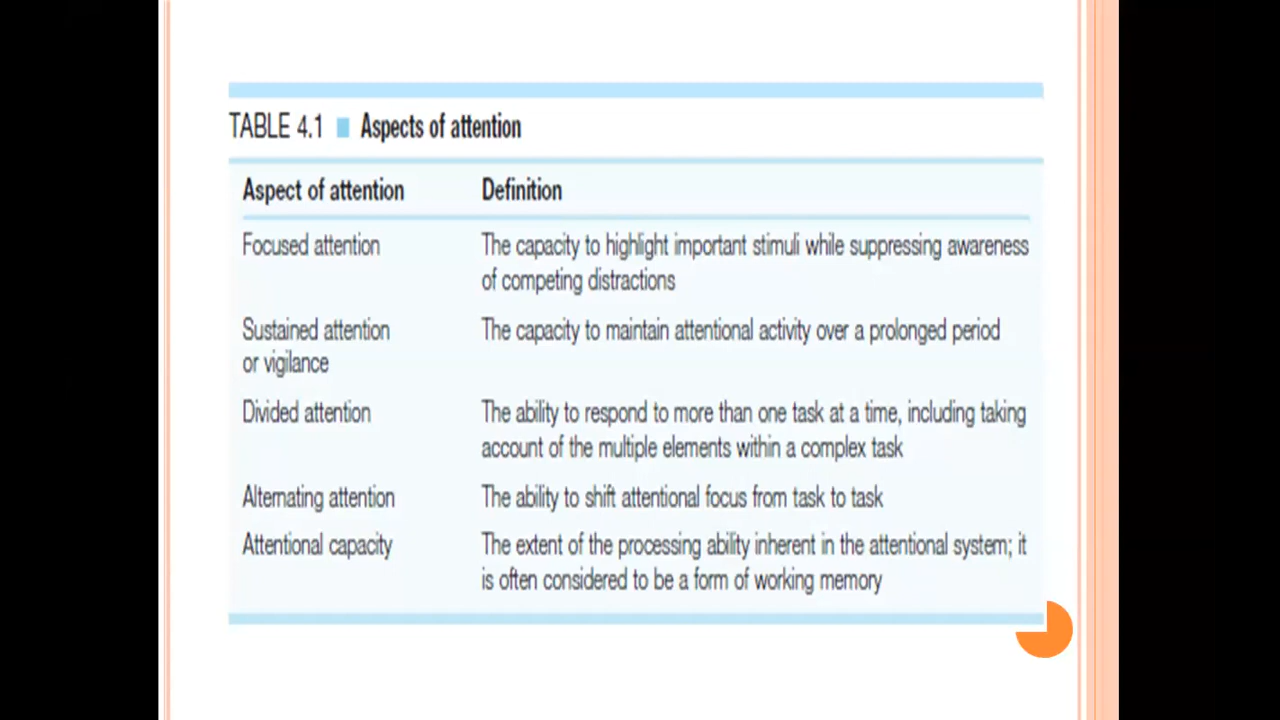 TABLE 4.1 ■ Aspects of attention
Aspect of attention Definition
Focused attention The capacity to highlight important stimuli while suppressing awareness
of competing distractions
Sustained attention The capacity to maintain attentional activity over a prolonged period
or vigilance
Divided attention The ability to respond to more than one task at a time, including taking
account of the multiple elements within a complex task
Alternating attention The ability to shift attentional focus from task to task
Attentional capacity The extent of the processing ability inherent in the attentional system; it
is often considered to be a form of working memory